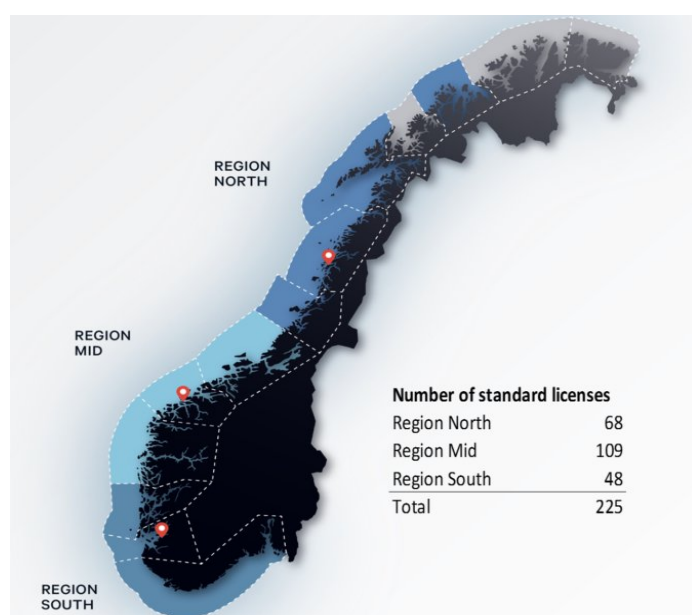 REGION
NORTH
REGION
MID
Number of standard licenses
Region North 68
Region Mid 109
Region South 48
Total 225
REGION
SOUTH